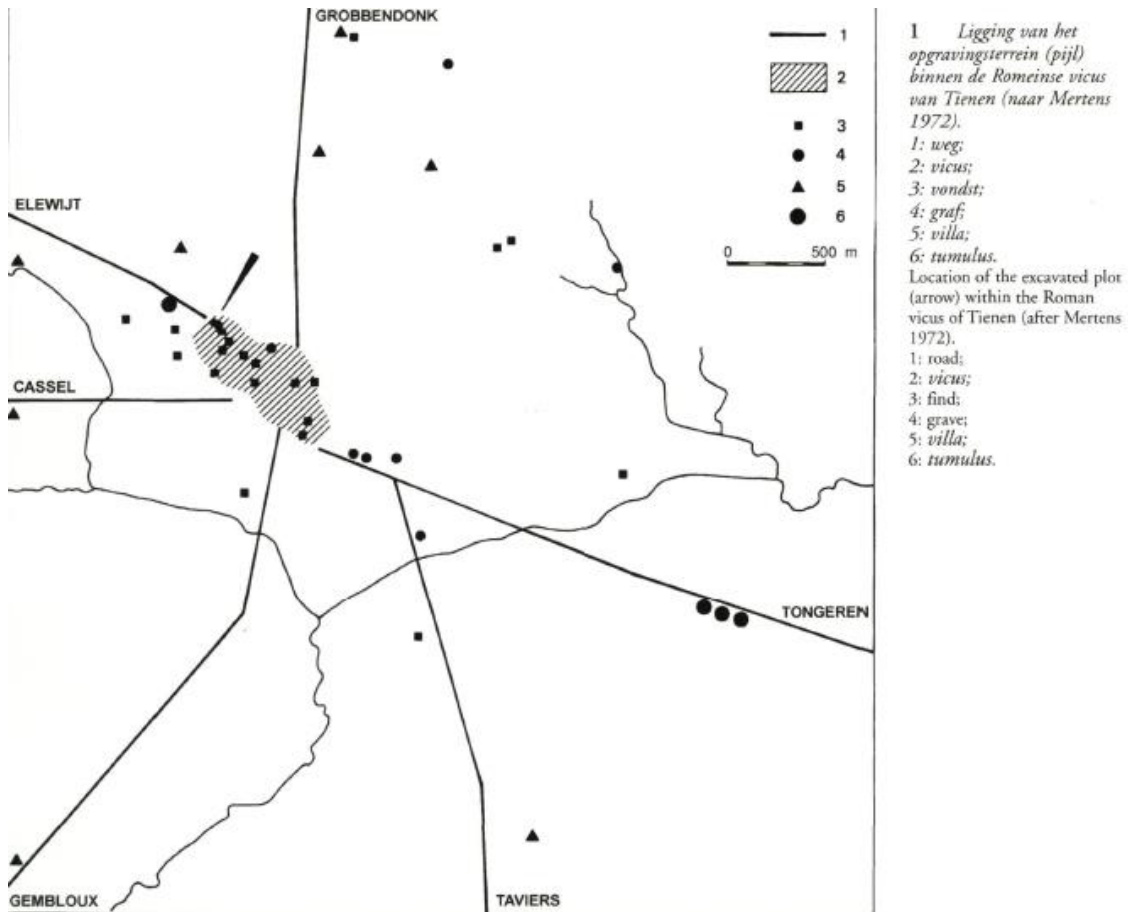 GROBBENDONK
1
2
3
4
5
6
0 500 m
ELEWIJT
CASSEL
TONGEREN
GEMBLOUX
TAVIERS
1 Ligging van het
opgravingsterrein (pijl)
binnen de Romeinse vicus
van Tienen (naar Mertens
1972).
1: weg;
2: vicus;
3: vondst;
4: graf;
5: villa;
6: tumulus.
Location of the excavated plot
(arrow) within the Roman
vicus of Tienen (after Mertens
1972).
1: road;
2: vicus;
3: find;
4: grave;
5: villa;
6: tumulus.